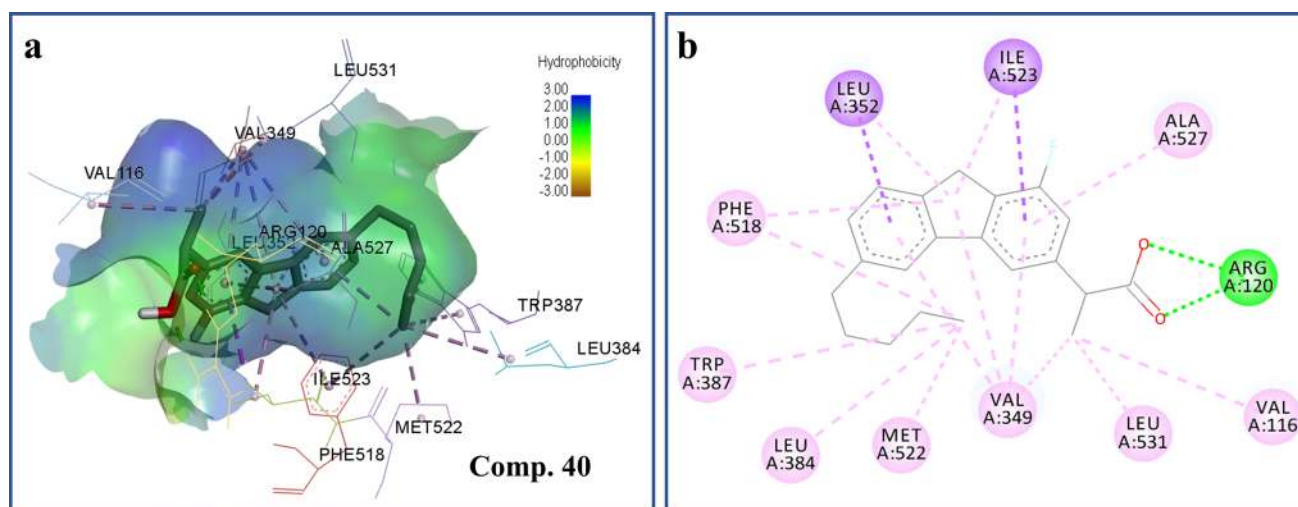 a
LEU531
Hydrophobicity
3.00
2.00
1.00
0.00
-1.00
-2.00
-3.00
VAL349
VAL116
ARG120
ALA527
TRP387
LEU384
ILE523
MET522
PHE518
Comp. 40
b
ILE
A:523
LEU
A:352
ALA
A:527
PHE
A:518
O
ARG
A:120
O
TRP
A:387
VAL
A:349
VAL
A:116
LEU
A:384
MET
A:522
LEU
A:531